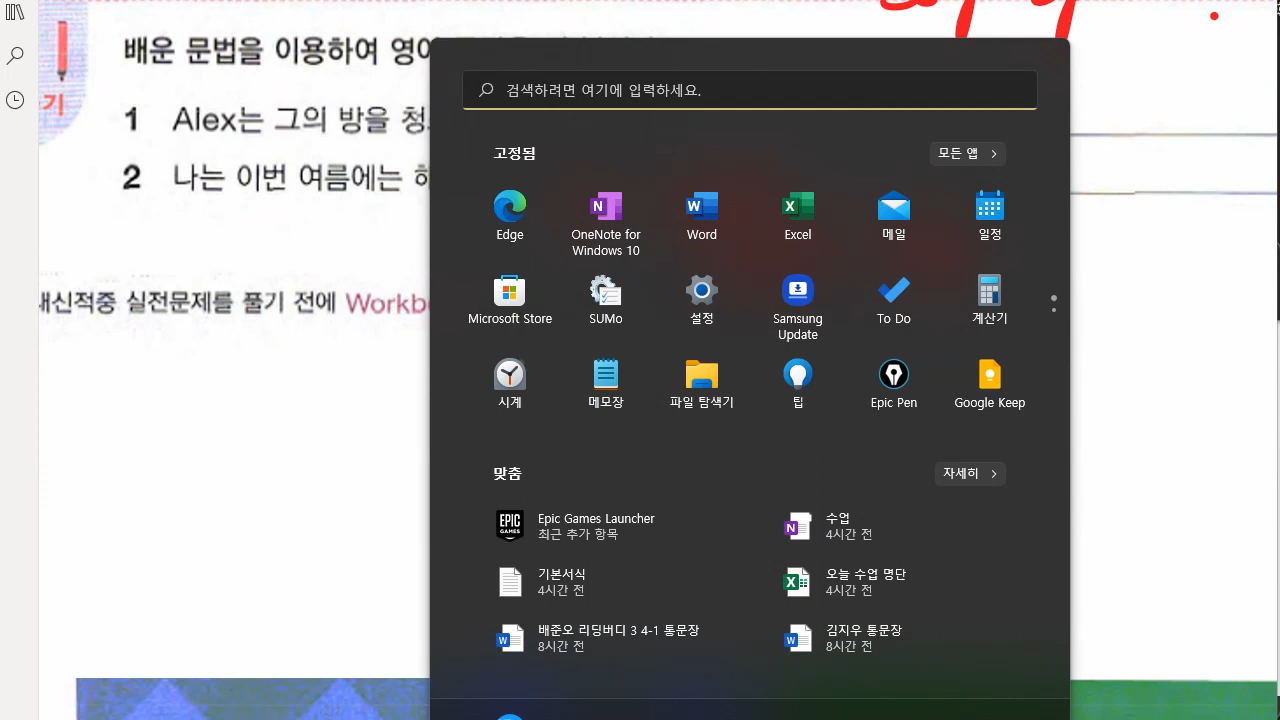 배운 문법을 이용하여
기
1 Alex는 그의 방을
2 나는 이번 여름에는
내신적중 실전문제를 풀기 전에
검색하려면 여기에 입력하세요.
고정됨
모든 앱 >
Edge
OneNote for Windows 10
Word
Excel
메일
일정
Microsoft Store
SUMo
설정
Samsung Update
To Do
계산기
시계
메모장
파일 탐색기
팁
Epic Pen
Google Keep
맞춤
자세히 >
EPIC GAMES
Epic Games Launcher
최근 추가 항목
수업
4시간 전
기본서식
4시간 전
오늘 수업 명단
4시간 전
배준오 리딩버디 3 4-1 통문장
8시간 전
김지우 통문장
8시간 전